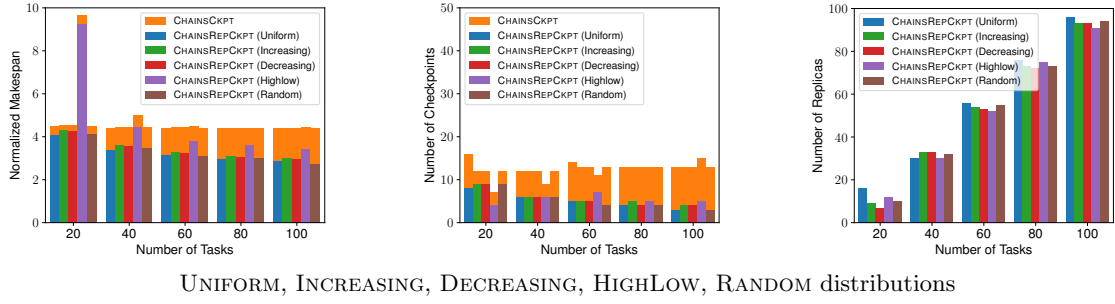 10
8
6
4
2
0
Normalized Makespan
20 40 60 80 100
Number of Tasks
CHAINSCKPT
CHAINSREPCKPT (Uniform)
CHAINSREPCKPT (Increasing)
CHAINSREPCKPT (Decreasing)
CHAINSREPCKPT (Highlow)
CHAINSREPCKPT (Random)
50
40
30
20
10
0
Number of Checkpoints
20 40 60 80 100
Number of Tasks
CHAINSCKPT
CHAINSREPCKPT (Uniform)
CHAINSREPCKPT (Increasing)
CHAINSREPCKPT (Decreasing)
CHAINSREPCKPT (Highlow)
CHAINSREPCKPT (Random)
100
80
60
40
20
0
Number of Replicas
20 40 60 80 100
Number of Tasks
CHAINSREPCKPT (Uniform)
CHAINSREPCKPT (Increasing)
CHAINSREPCKPT (Decreasing)
CHAINSREPCKPT (Highlow)
CHAINSREPCKPT (Random)
UNIFORM, INCREASING, DECREASING, HIGHLOW, RANDOM distributions